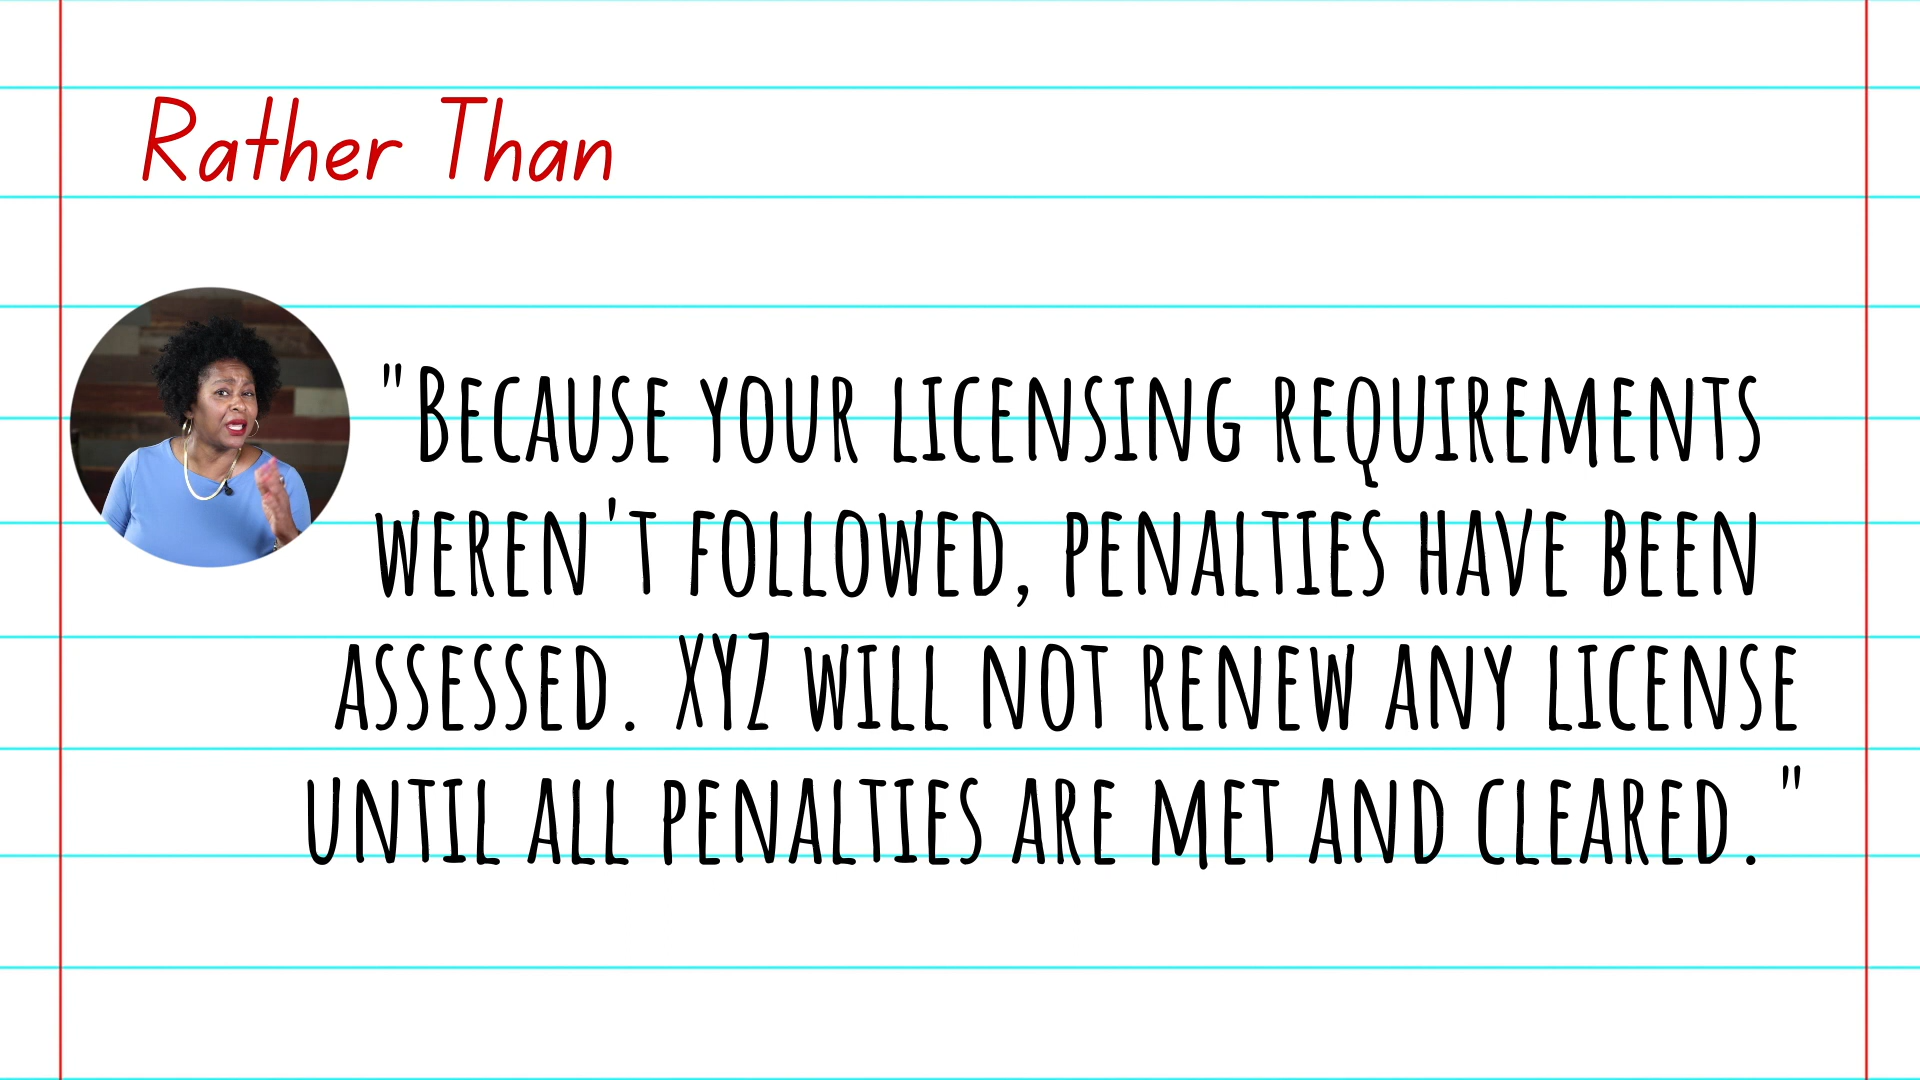 Rather Than
"Because your licensing requirements
weren't followed, penalties have been
assessed. XYZ will not renew any license
until all penalties are met and cleared."